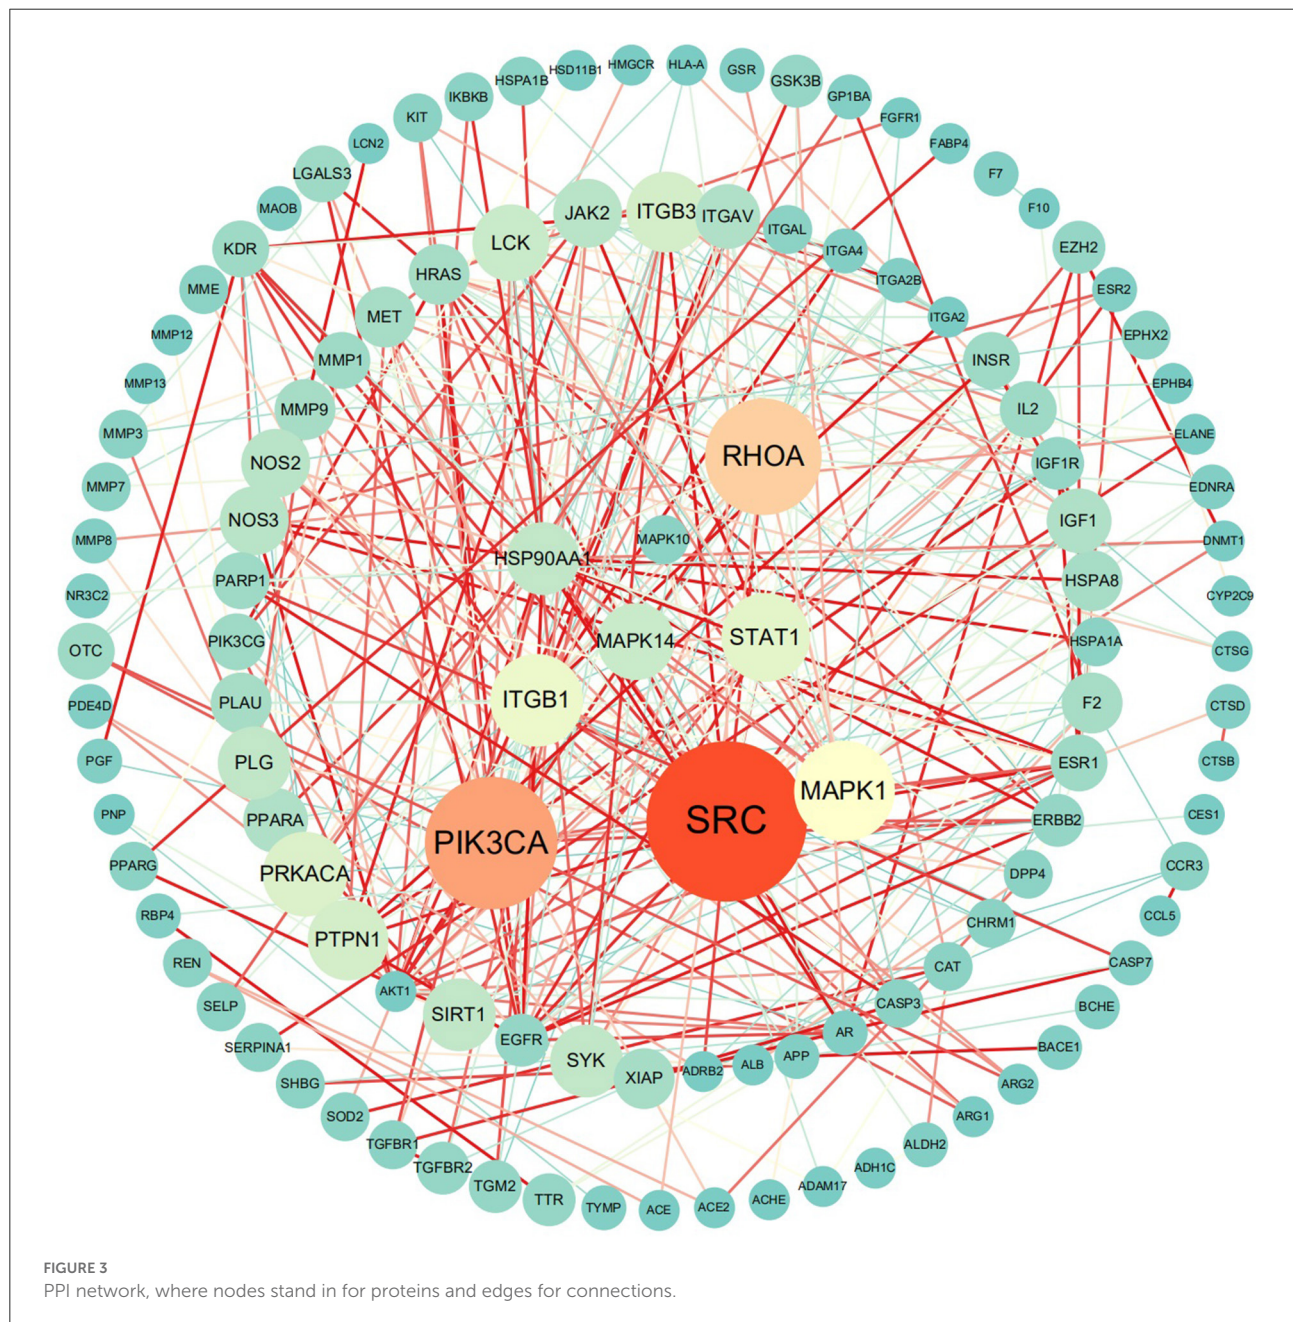 HSD11B1
HMGCR
HLA-A
GSR
GSK3B
HSPA1B
IKBKB
GP1BA
KIT
FGFR1
LCN2
FABP4
LGALS3
F7
MAOB
F10
KDR
EZH2
MME
ESR2
MMP12
EPHX2
MMP13
EPHB4
MMP3
ELANE
MMP7
EDNRA
MMP8
DNMT1
NR3C2
CYP2C9
OTC
CTSG
PDE4D
CTSD
PGF
CTSB
PNP
CES1
PPARG
CCR3
RBP4
CCL5
REN
CASP7
SELP
BCHE
SERPINA1
BACE1
SHBG
ARG2
SOD2
ARG1
TGFBR1
ALDH2
TGFBR2
ADH1C
TGM2
ADAM17
TTR
ACHE
TYMP
ACE
ACE2
JAK2
ITGB3
ITGAV
ITGAL
LCK
ITGA4
HRAS
ITGA2B
MET
ITGA2
MMP1
INSR
MMP9
IL2
NOS2
IGF1R
NOS3
IGF1
PARP1
HSPA8
PIK3CG
HSPA1A
PLAU
F2
PLG
ESR1
PPARA
ERBB2
PRKACA
DPP4
PTPN1
CHRM1
AKT1
CAT
SIRT1
CASP3
EGFR
AR
SYK
APP
XIAP
ADRB2
ALB
RHOA
MAPK10
HSP90AA1
MAPK14
STAT1
ITGB1
MAPK1
SRC
PIK3CA
FIGURE 3
PPI network, where nodes stand in for proteins and edges for connections.